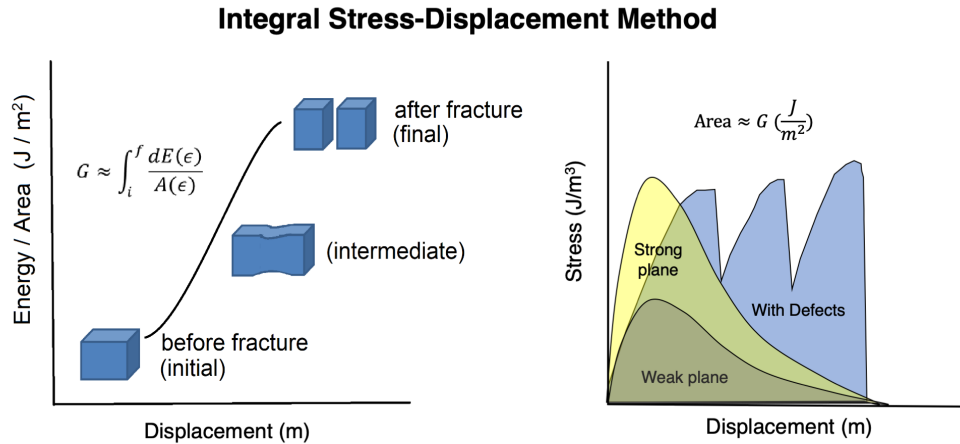 Integral Stress-Displacement Method
Energy / Area (J / m²)
G ≈ ∫ᵢᶠ dE(ϵ) / A(ϵ)
after fracture
(final)
(intermediate)
before fracture
(initial)
Displacement (m)
Stress (J/m³)
Area ≈ G (J/m²)
Strong
plane
With Defects
Weak plane
Displacement (m)